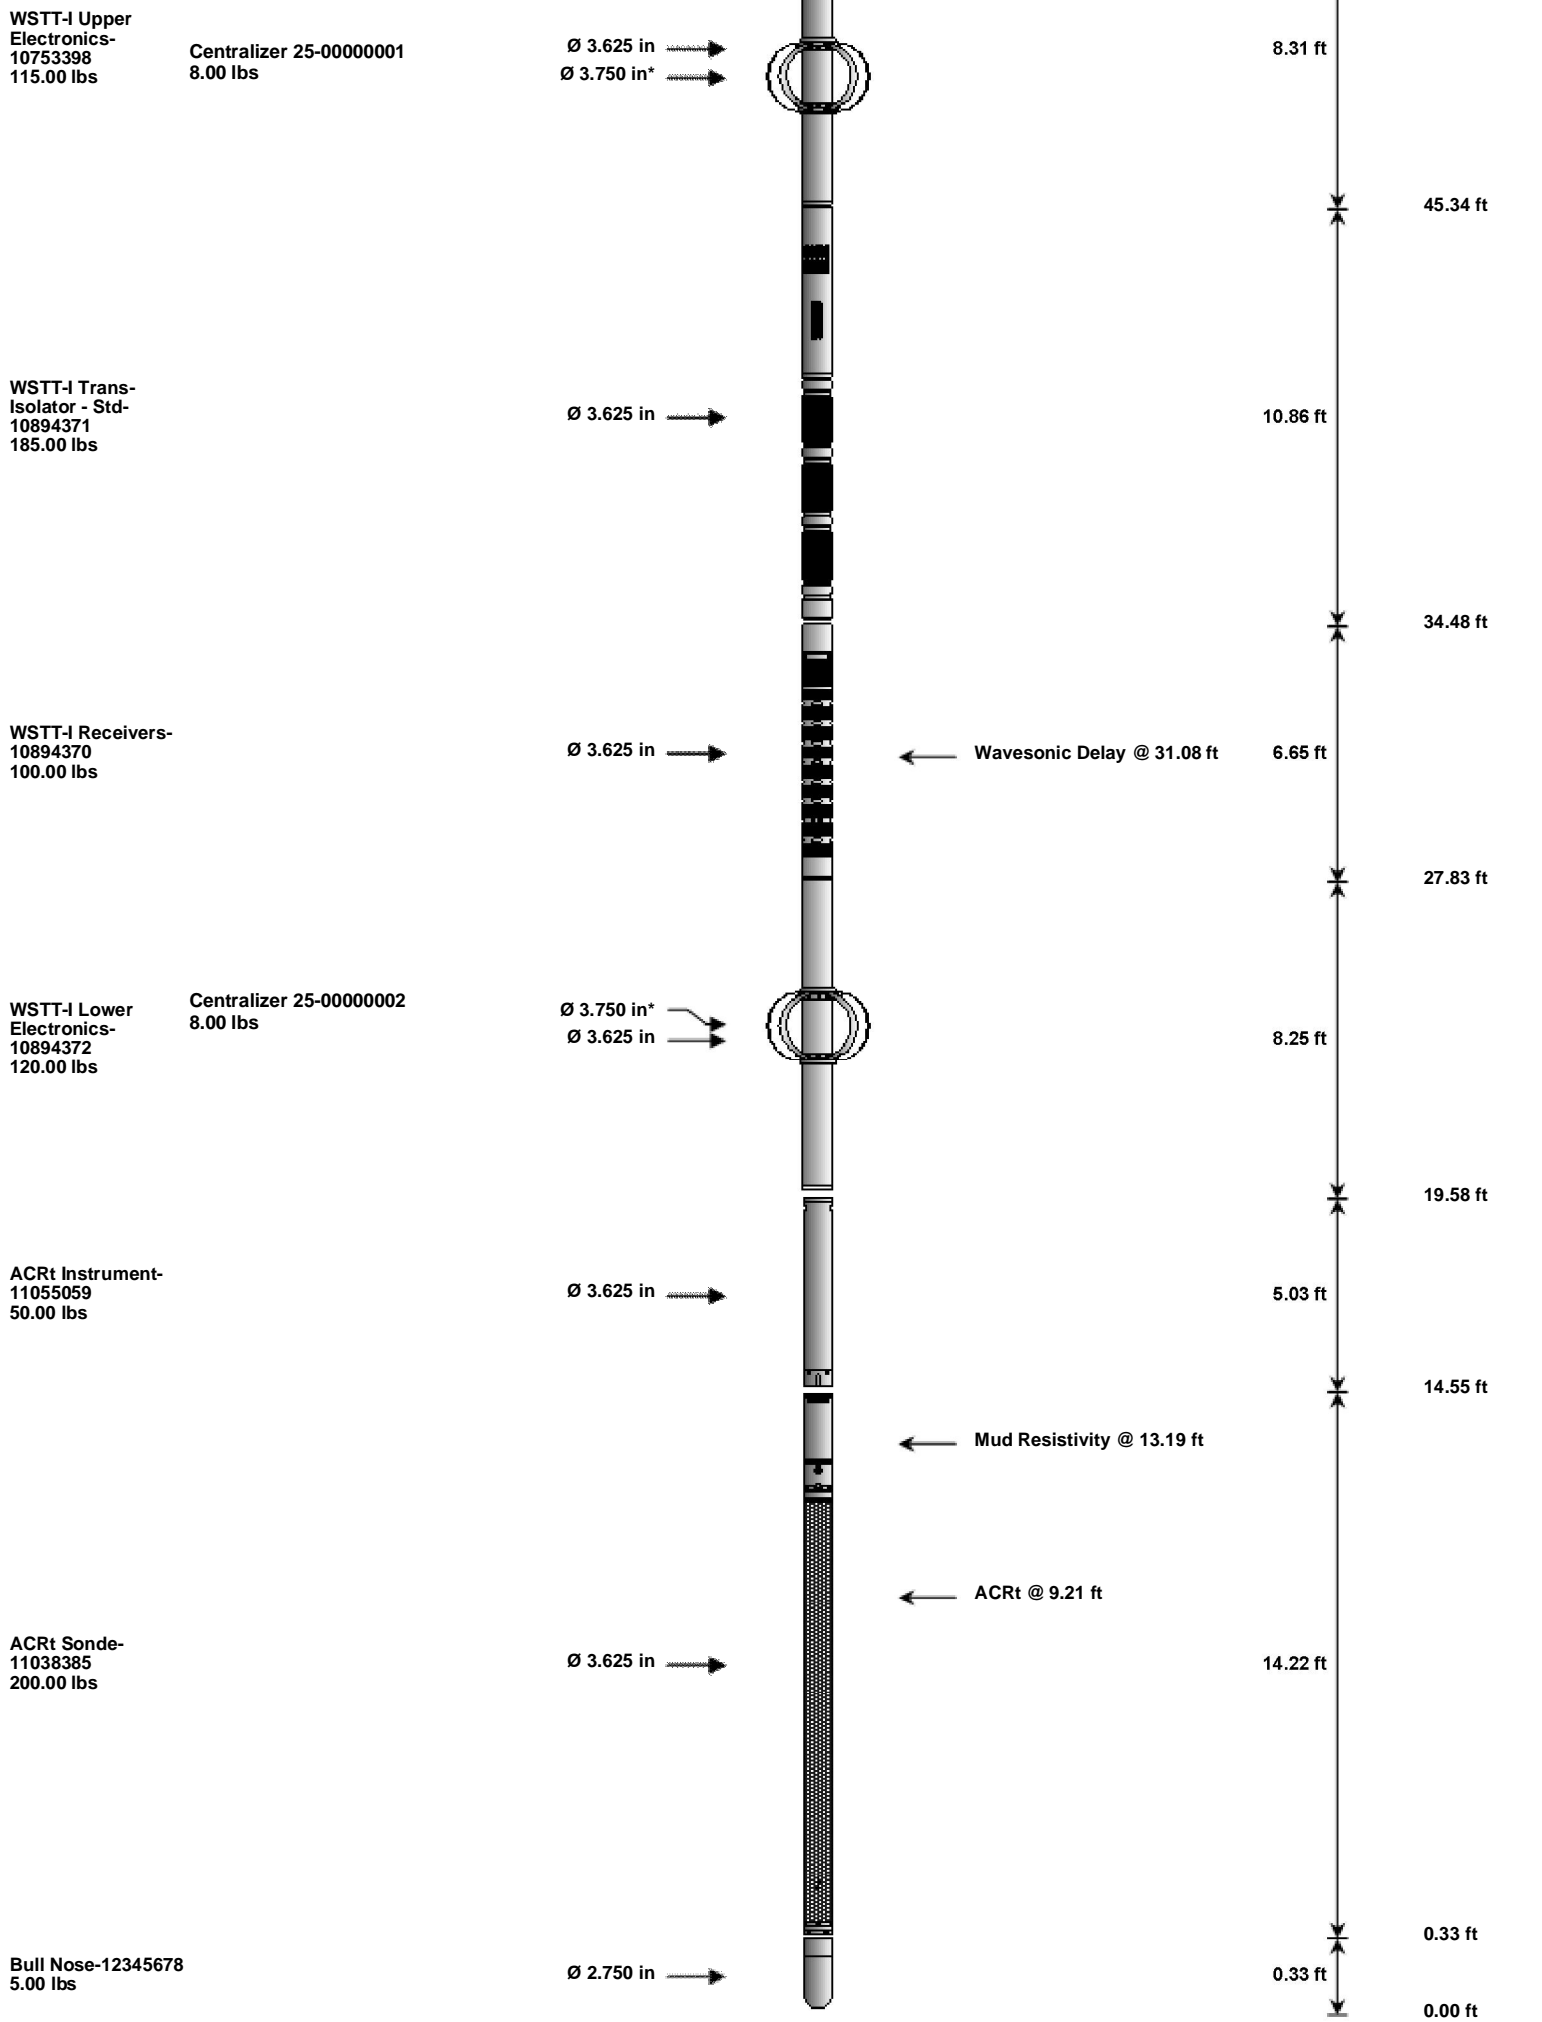 WSTT-I Upper
Electronics-
10753398
115.00 lbs
Centralizer 25-00000001
8.00 lbs
Ø 3.625 in
Ø 3.750 in*
8.31 ft
45.34 ft
WSTT-I Trans-
Isolator - Std-
10894371
185.00 lbs
Ø 3.625 in
10.86 ft
34.48 ft
WSTT-I Receivers-
10894370
100.00 lbs
Ø 3.625 in
Wavesonic Delay @ 31.08 ft
6.65 ft
27.83 ft
WSTT-I Lower
Electronics-
10894372
120.00 lbs
Centralizer 25-00000002
8.00 lbs
Ø 3.750 in*
Ø 3.625 in
8.25 ft
19.58 ft
ACRt Instrument-
11055059
50.00 lbs
Ø 3.625 in
5.03 ft
14.55 ft
Mud Resistivity @ 13.19 ft
ACRt @ 9.21 ft
ACRt Sonde-
11038385
200.00 lbs
Ø 3.625 in
14.22 ft
0.33 ft
Bull Nose-12345678
5.00 lbs
Ø 2.750 in
0.33 ft
0.00 ft